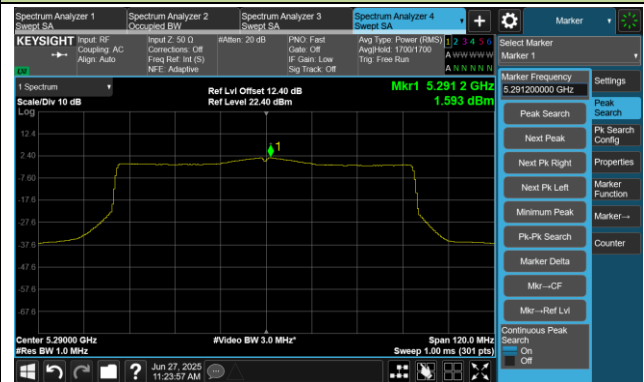 Spectrum Analyzer 1
Swept SA
Spectrum Analyzer 2
Occupied BW
Spectrum Analyzer 3
Swept SA
Spectrum Analyzer 4
Swept SA
Marker
KEYSIGHT
Input: RF
Coupling: AC
Align: Auto
Input Z: 50 Ω
Corrections: Off
Freq Ref: Int (S)
NFE: Adaptive
#Atten: 20 dB
PNO: Fast
Gate: Off
IF Gain: Low
Sig Track: Off
Avg Type: Power (RMS)
Avg|Hold: 1700/1700
Trig: Free Run
1 2 3 4 5 6
A W W W W W
A N N N N N
LXI
Select Marker
Marker 1
1 Spectrum
Scale/Div 10 dB
Log
Ref Lvl Offset 12.40 dB
Ref Level 22.40 dBm
Mkr1 5.291 2 GHz
1.593 dBm
12.4
2.40
-7.60
-17.6
-27.6
-37.6
-47.6
-57.6
-67.6
1
Center 5.29000 GHz
#Res BW 1.0 MHz
#Video BW 3.0 MHz*
Span 120.0 MHz
Sweep 1.00 ms (301 pts)
Marker Frequency
5.291200000 GHz
Peak Search
Next Peak
Next Pk Right
Next Pk Left
Minimum Peak
Pk-Pk Search
Marker Delta
Mkr→CF
Mkr→Ref Lvl
Continuous Peak
Search
On
Off
Settings
Peak
Search
Pk Search
Config
Properties
Marker
Function
Marker→
Counter
Jun 27, 2025
11:23:57 AM